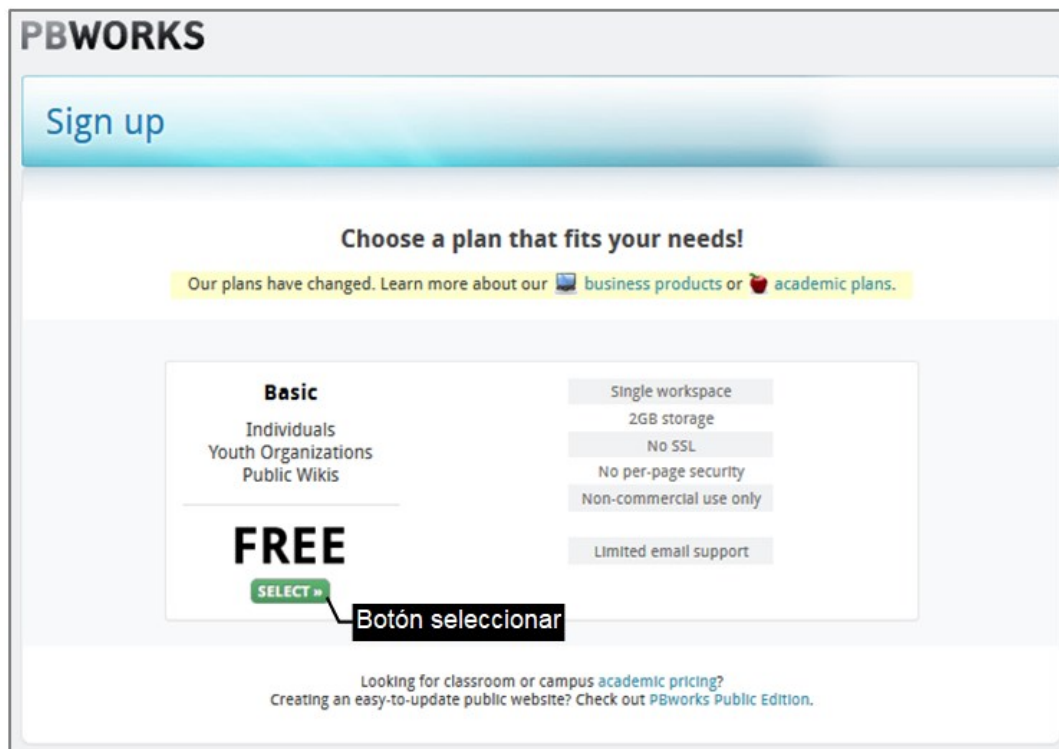 PBWORKS
Sign up
Choose a plan that fits your needs!
Our plans have changed. Learn more about our business products or academic plans.
Basic
Individuals
Youth Organizations
Public Wikis
FREE
SELECT »
Botón seleccionar
Single workspace
2GB storage
No SSL
No per-page security
Non-commercial use only
Limited email support
Looking for classroom or campus academic pricing?
Creating an easy-to-update public website? Check out PBworks Public Edition.